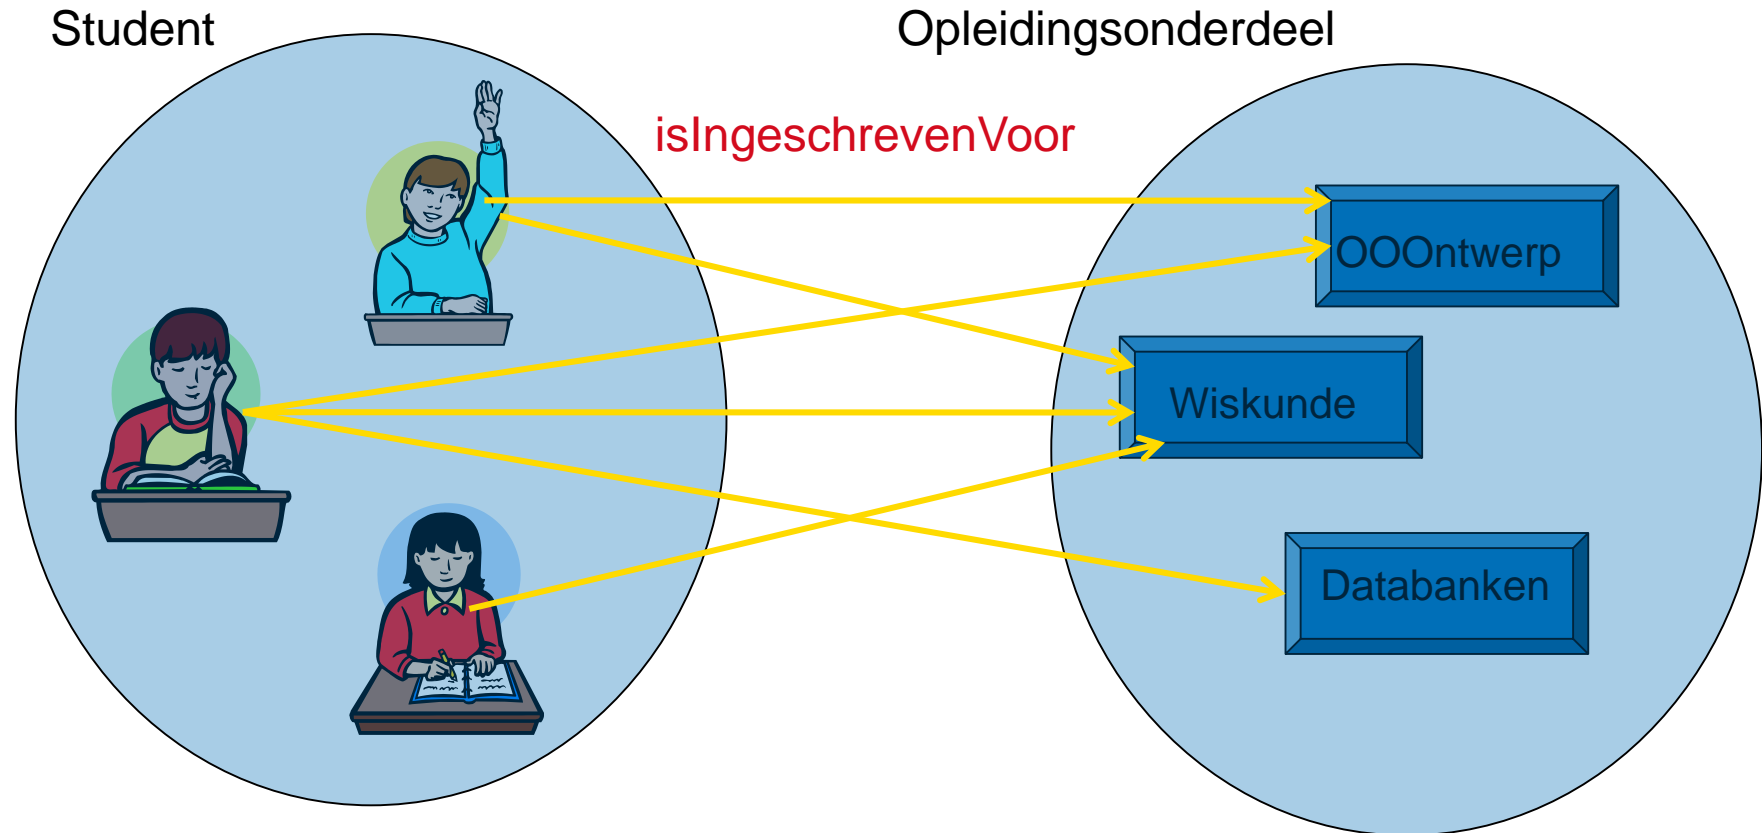 Student
Opleidingsonderdeel
isIngeschrevenVoor
OOOntwerp
Wiskunde
Databanken